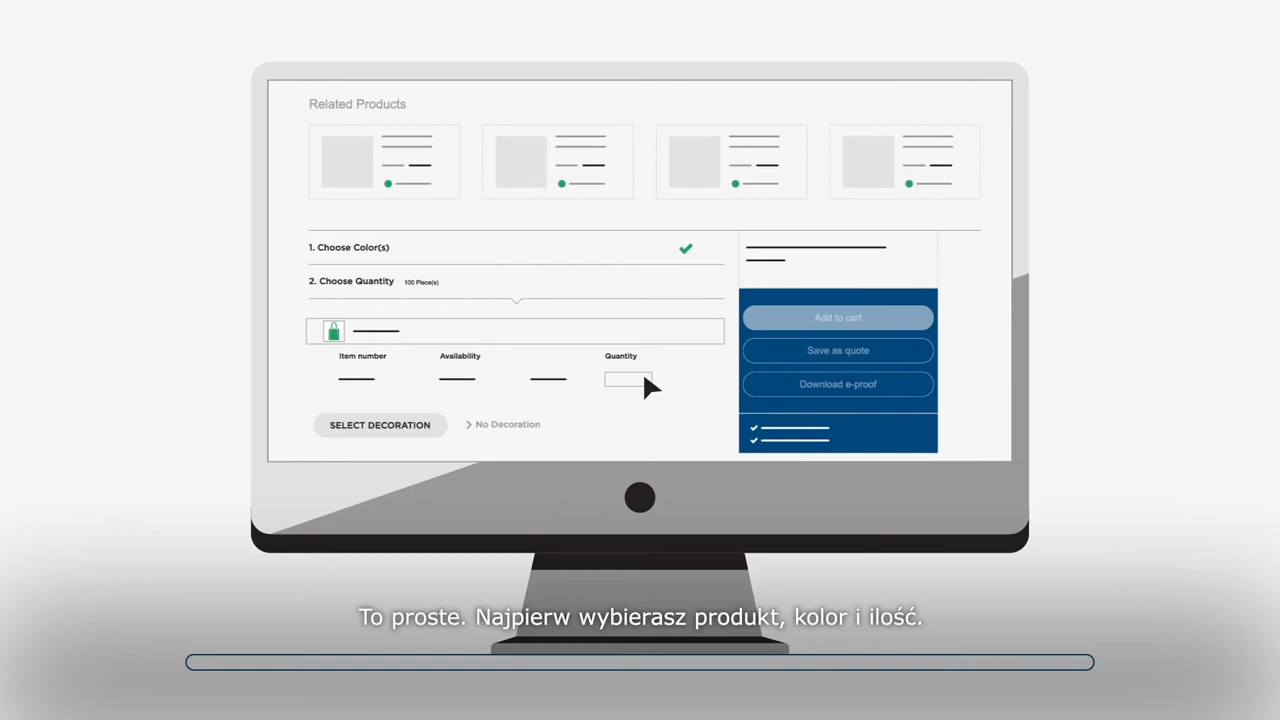 Related Products
1. Choose Color(s)
2. Choose Quantity 100 Piece(s)
Item number Availability Quantity
SELECT DECORATION No Decoration
Add to cart
Save as quote
Download e-proof
To proste. Najpierw wybierasz produkt, kolor i ilość.